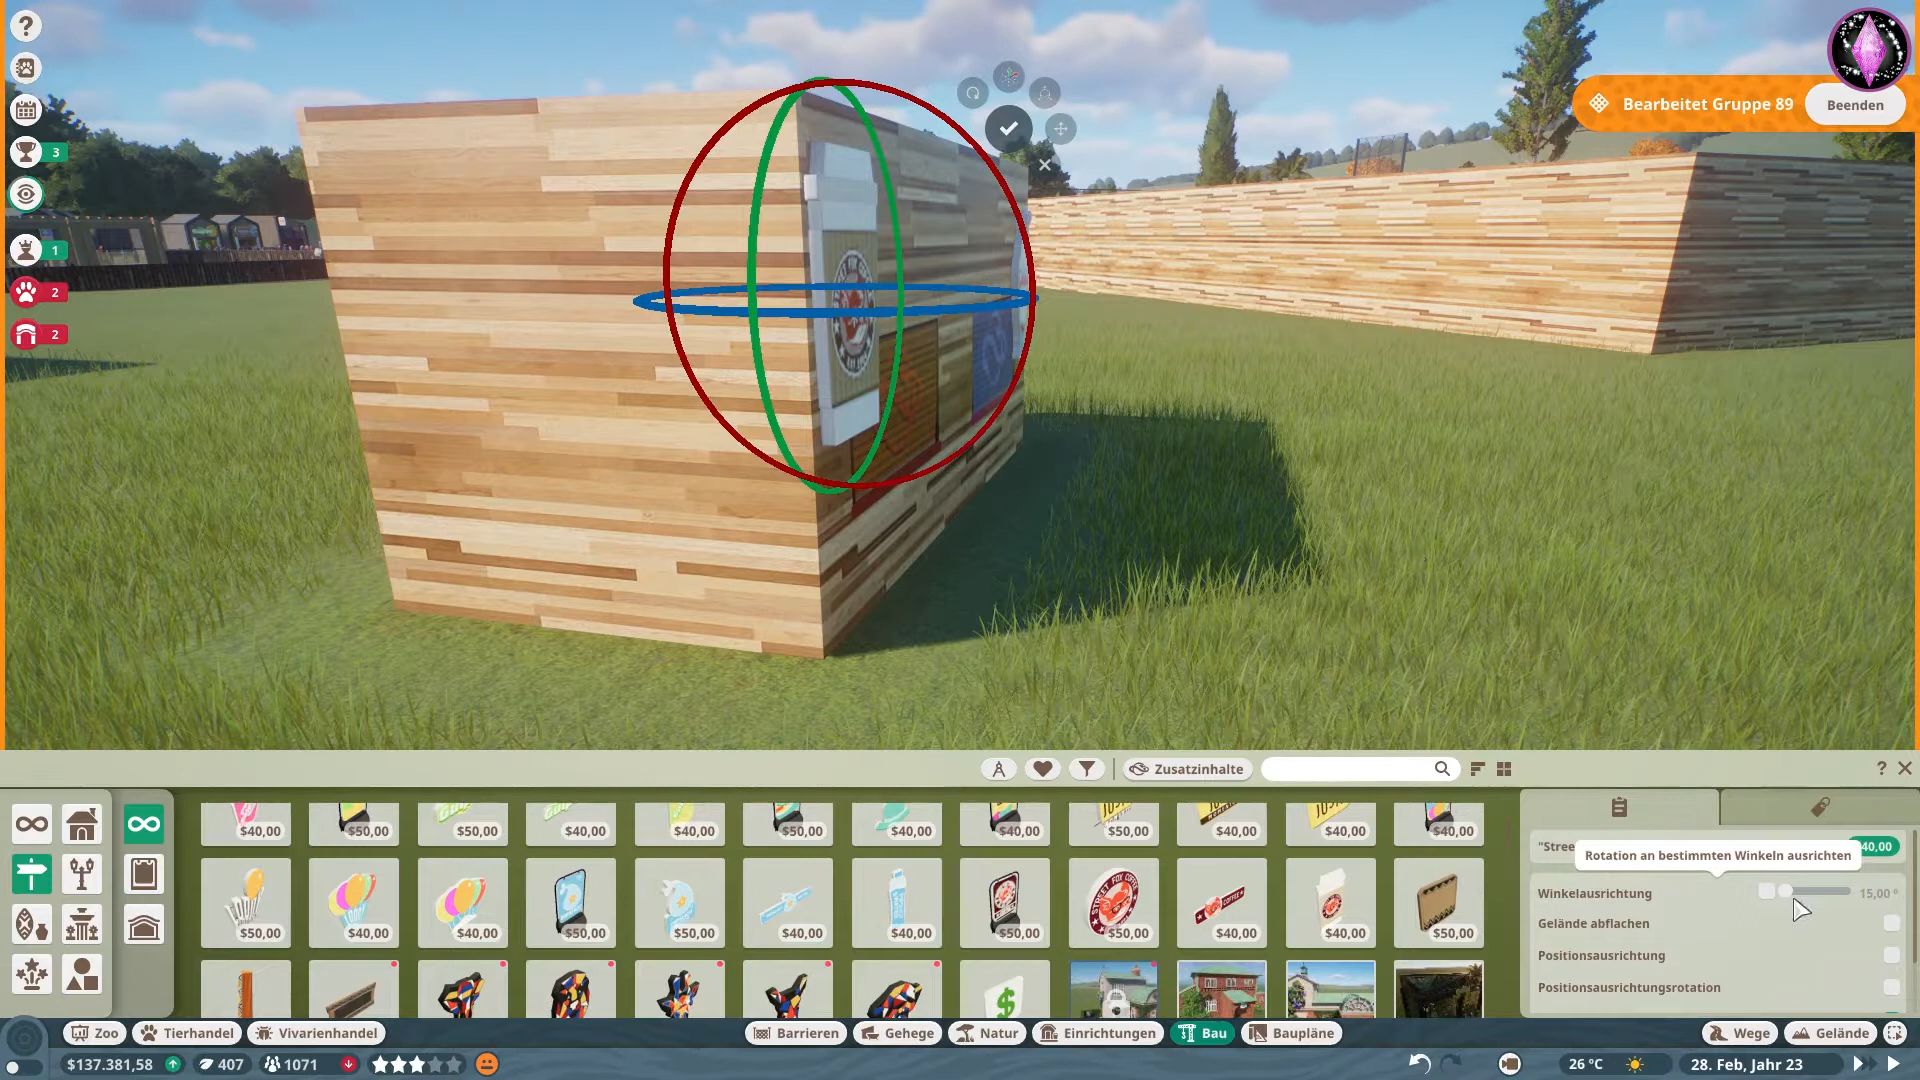 Bearbeitet Gruppe 89
Beenden
3
1
2
2
Zusatzinhalte
?
$40,00
$50,00
$50,00
$40,00
$40,00
$50,00
$40,00
$40,00
$50,00
$40,00
$40,00
$40,00
"Stree
40,00
Rotation an bestimmten Winkeln ausrichten
$50,00
$40,00
$40,00
$50,00
$50,00
$40,00
$40,00
$50,00
$50,00
$40,00
$40,00
$50,00
Winkelausrichtung
15,00 °
Gelände abflachen
Positionsausrichtung
Positionsausrichtungsrotation
Zoo
Tierhandel
Vivarienhandel
Barrieren
Gehege
Natur
Einrichtungen
Bau
Baupläne
Wege
Gelände
$137.381,58
407
1071
26 °C
28. Feb, Jahr 23